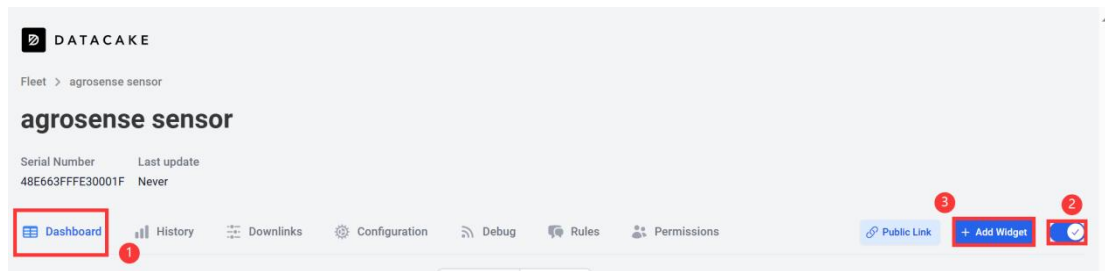 DATACAKE
Fleet > agrosense sensor
agrosense sensor
Serial Number Last update
48E663FFFE30001F Never
3 2
Dashboard History Downlinks Configuration Debug Rules Permissions Public Link + Add Widget
1